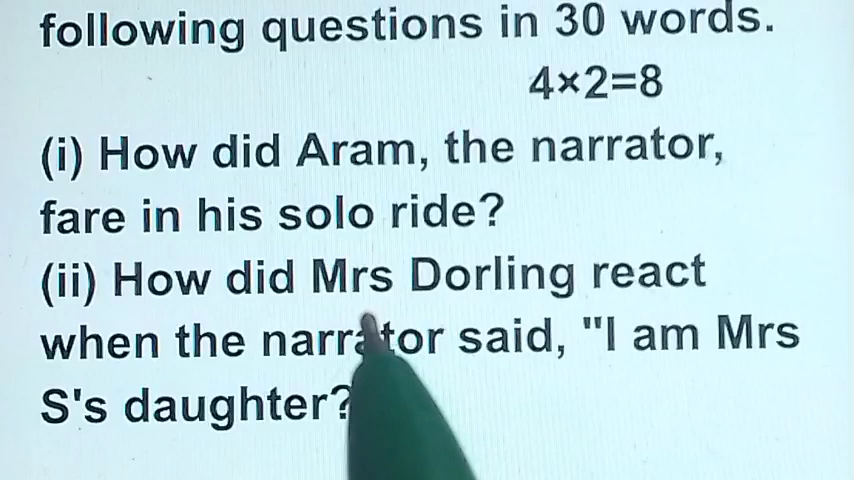 following questions in 30 words.
4×2=8
(i) How did Aram, the narrator,
fare in his solo ride?
(ii) How did Mrs Dorling react
when the narrator said, "I am Mrs
S's daughter?